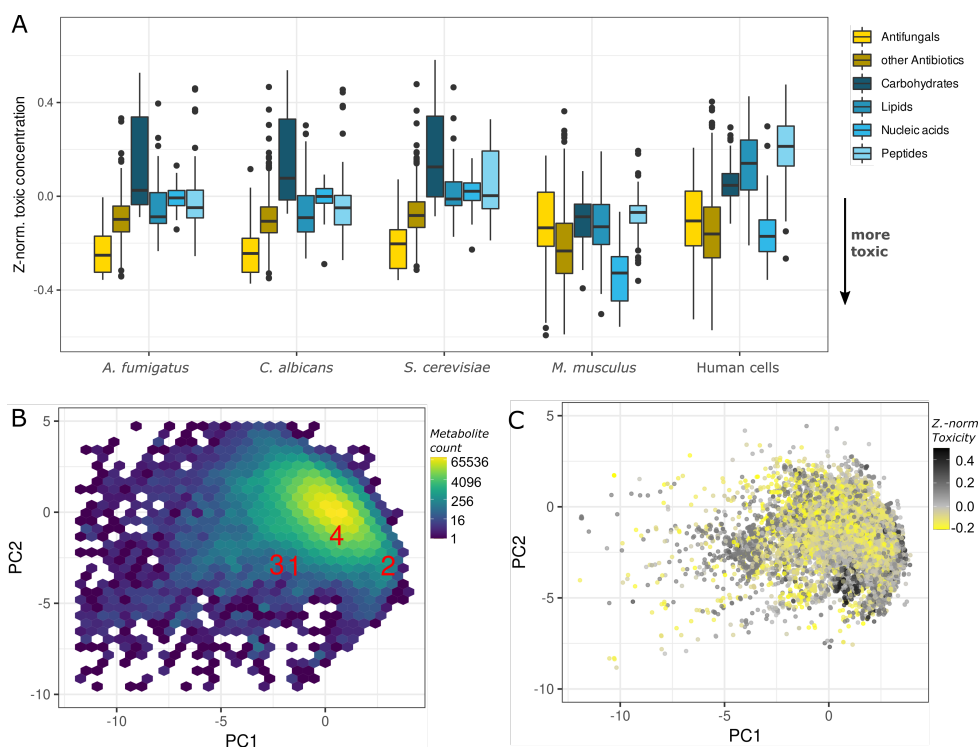 A
Z-norm. toxic concentration
0.4
0.0
-0.4
A. fumigatus
C. albicans
S. cerevisiae
M. musculus
Human cells
Antifungals
other Antibiotics
Carbohydrates
Lipids
Nucleic acids
Peptides
more
toxic
B
PC2
5
0
-5
-10
-10
-5
0
PC1
31
4
2
Metabolite
count
65536
4096
256
16
1
C
PC2
5
0
-5
-10
-10
-5
0
PC1
Z.-norm
Toxicity
0.4
0.2
0.0
-0.2